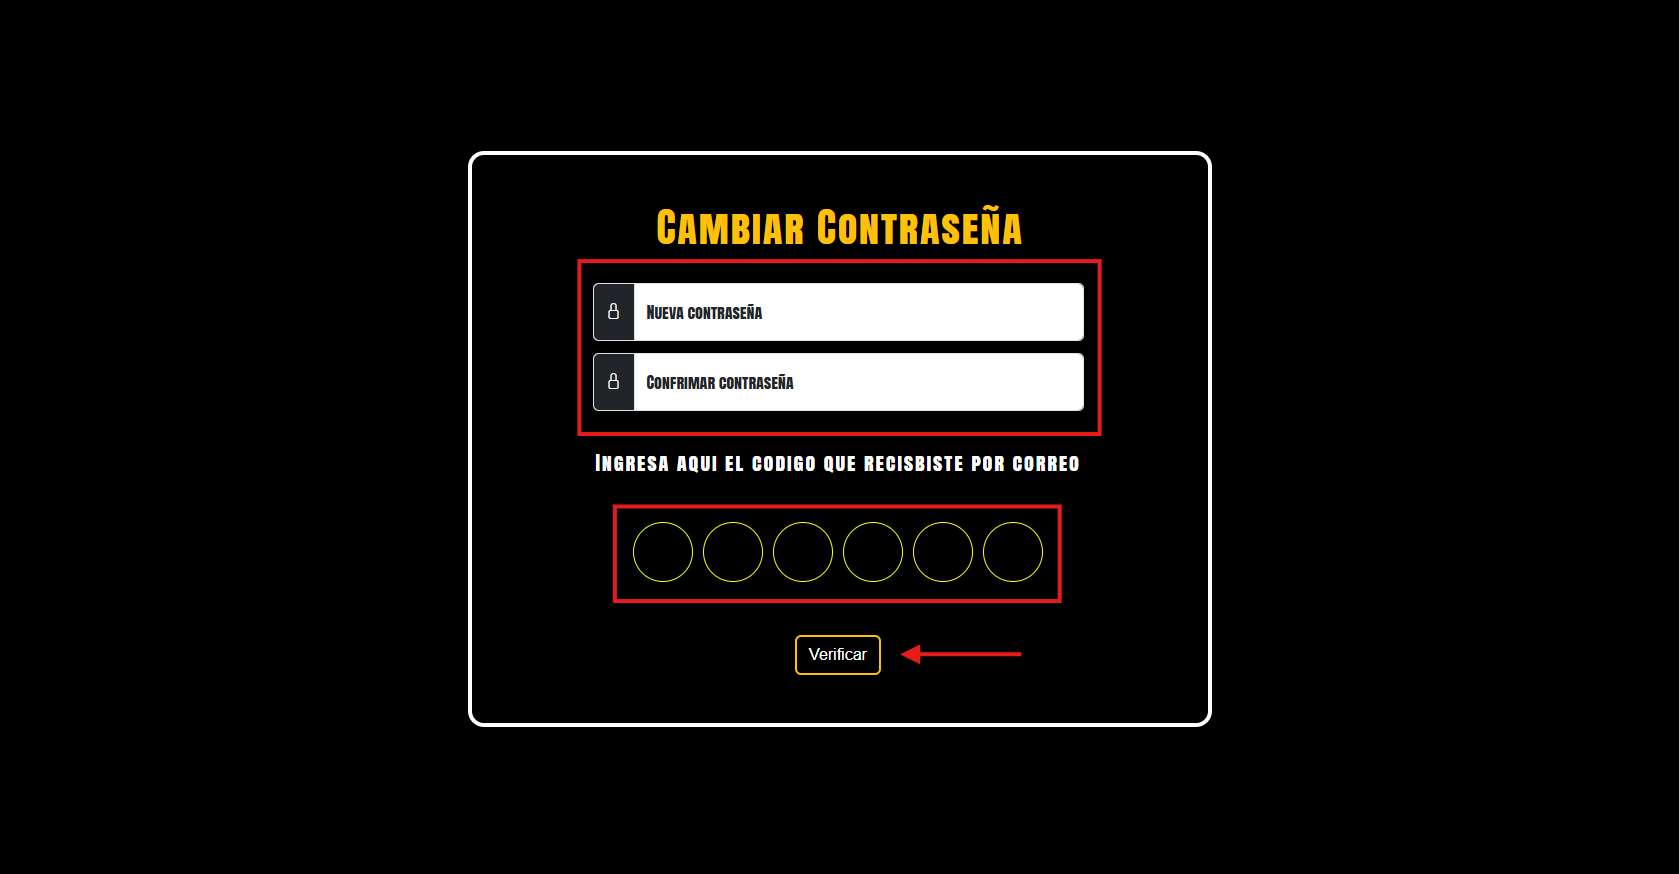 Cambiar Contraseña
Nueva contraseña
Confrimar contraseña
Ingresa aqui el codigo que recisbiste por correo
Verificar